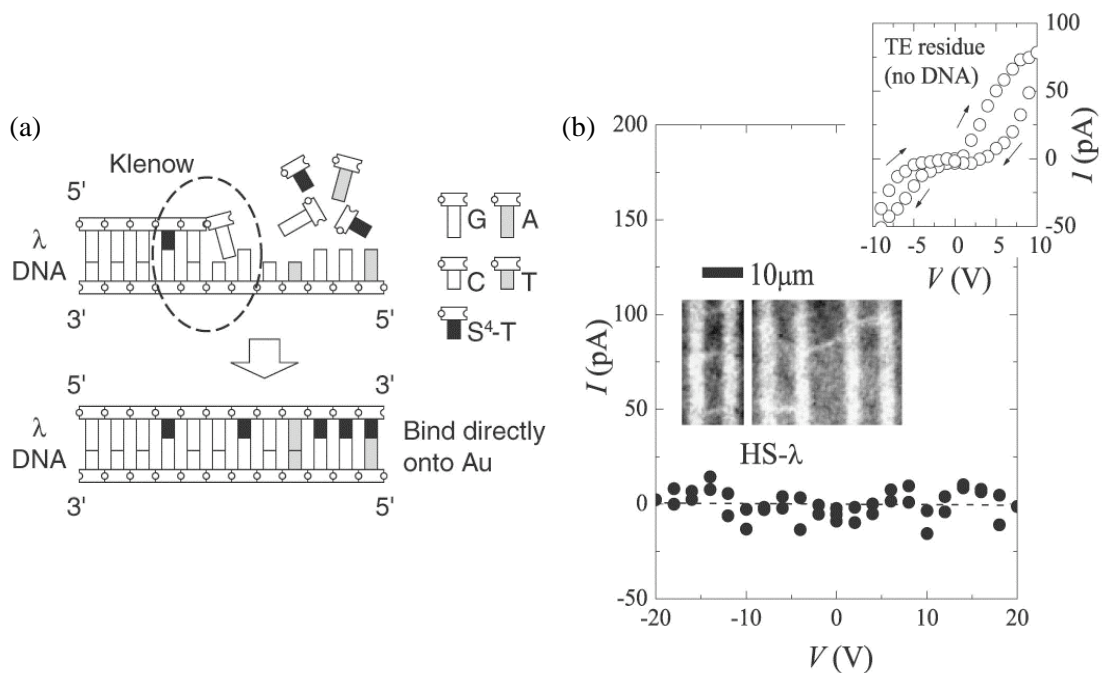 (a)
Klenow
5'
λ
DNA
3'
5'
G
A
C
T
S⁴-T
5'
3'
λ
DNA
Bind directly
onto Au
3'
5'
(b)
TE residue
(no DNA)
100
50
0
-50
I (pA)
-10
-5
0
5
10
V (V)
200
150
100
50
0
-50
I (pA)
10μm
HS-λ
-20
-10
0
10
20
V (V)